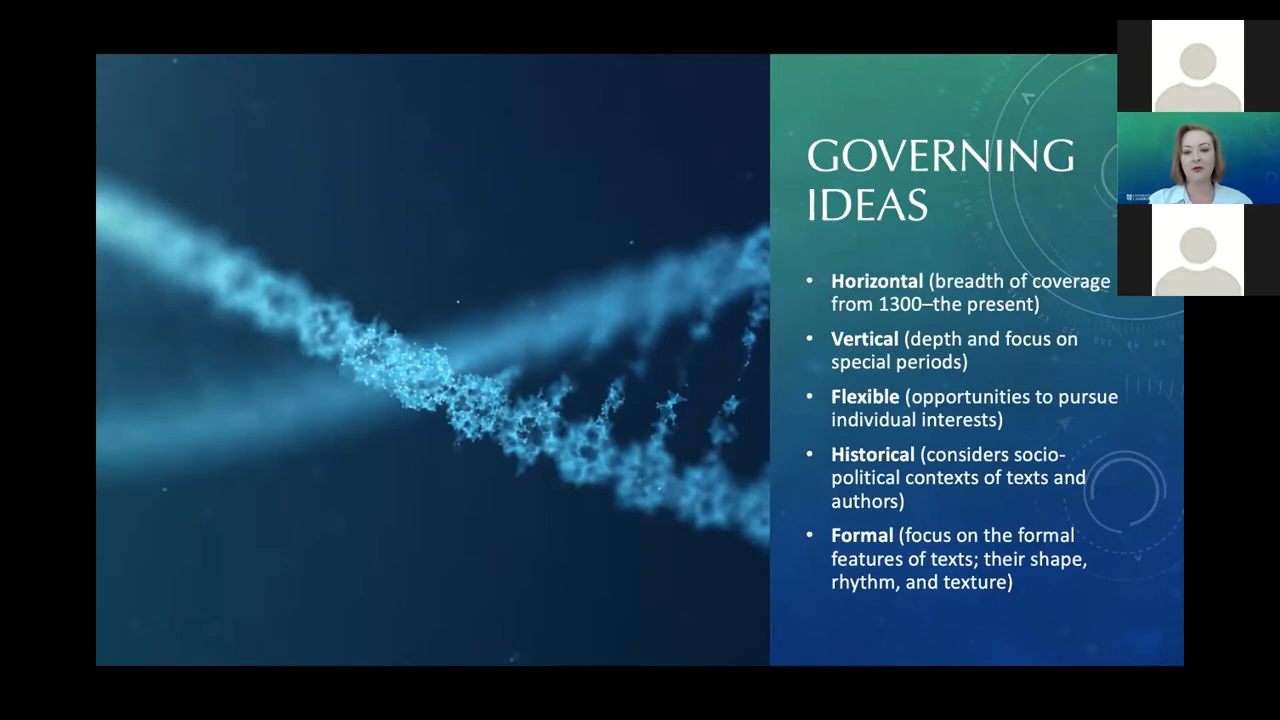 GOVERNING
IDEAS
• Horizontal (breadth of coverage
from 1300–the present)
• Vertical (depth and focus on
special periods)
• Flexible (opportunities to pursue
individual interests)
• Historical (considers socio-
political contexts of texts and
authors)
• Formal (focus on the formal
features of texts; their shape,
rhythm, and texture)